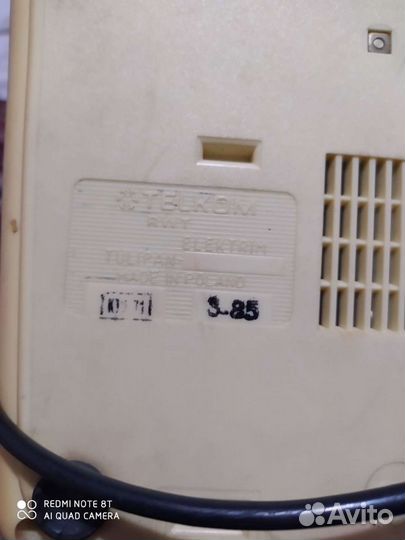 TELKOM
RWT
ELEKTRIM
TULIPAN
MADE IN POLAND
3-85
REDMI NOTE 8T
AI QUAD CAMERA
Avito